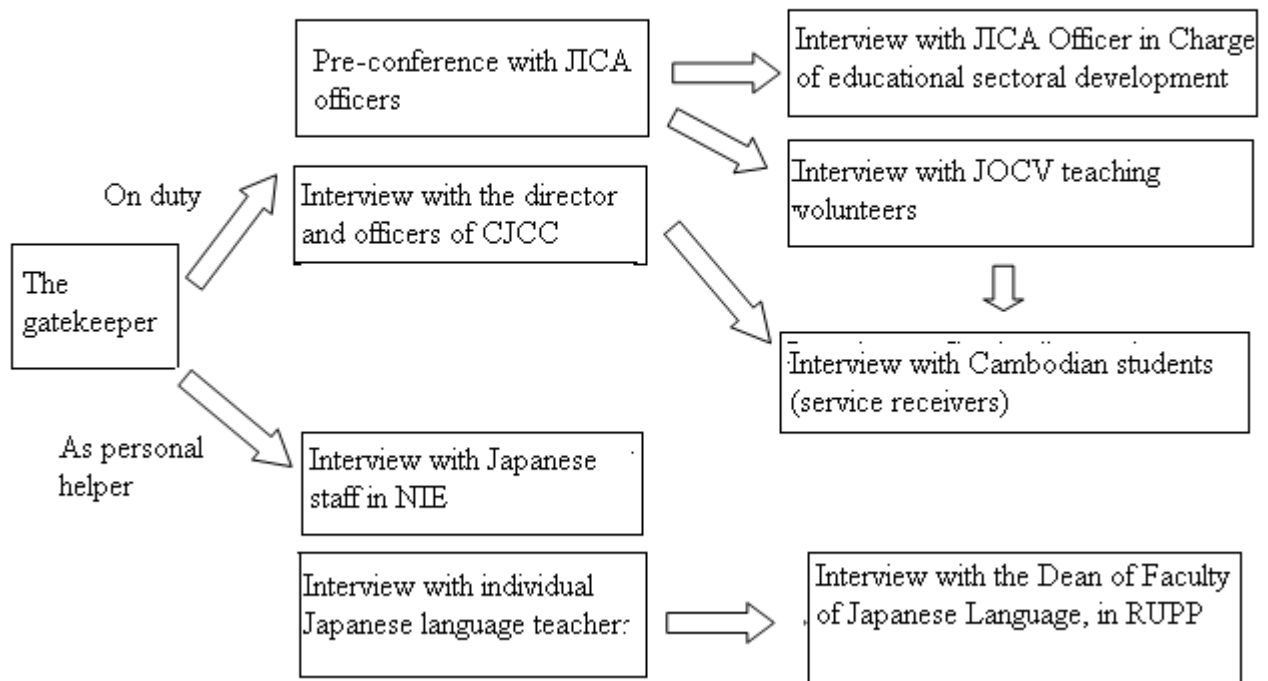 Pre-conference with JICA
officers
Interview with JICA Officer in Charge
of educational sectoral development
Interview with JOCV teaching
volunteers
On duty
Interview with the director
and officers of CJCC
The
gatekeeper
Interview with Cambodian students
(service receivers)
As personal
helper
Interview with Japanese
staff in NIE
Interview with individual
Japanese language teacher:
Interview with the Dean of Faculty
of Japanese Language, in RUPP